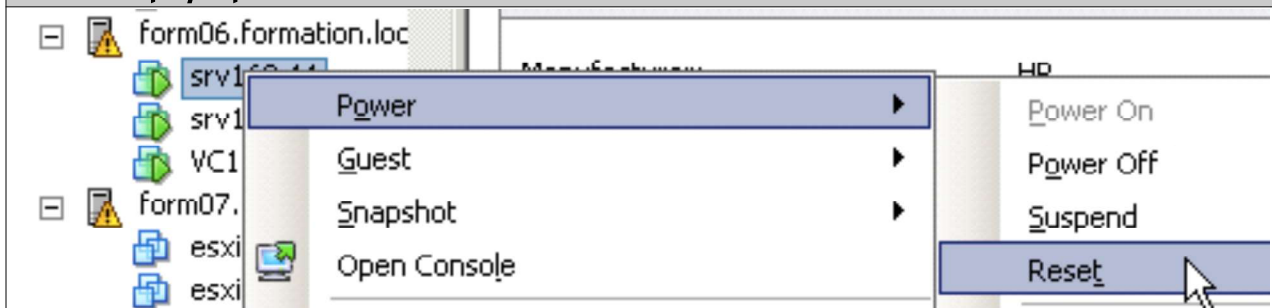 form06.formation.loc
srv1
Manufacturer HP
Power
Power On
srv1
Guest
Power Off
VC1
Snapshot
Suspend
form07.
Open Console
Reset
esxi
esxi